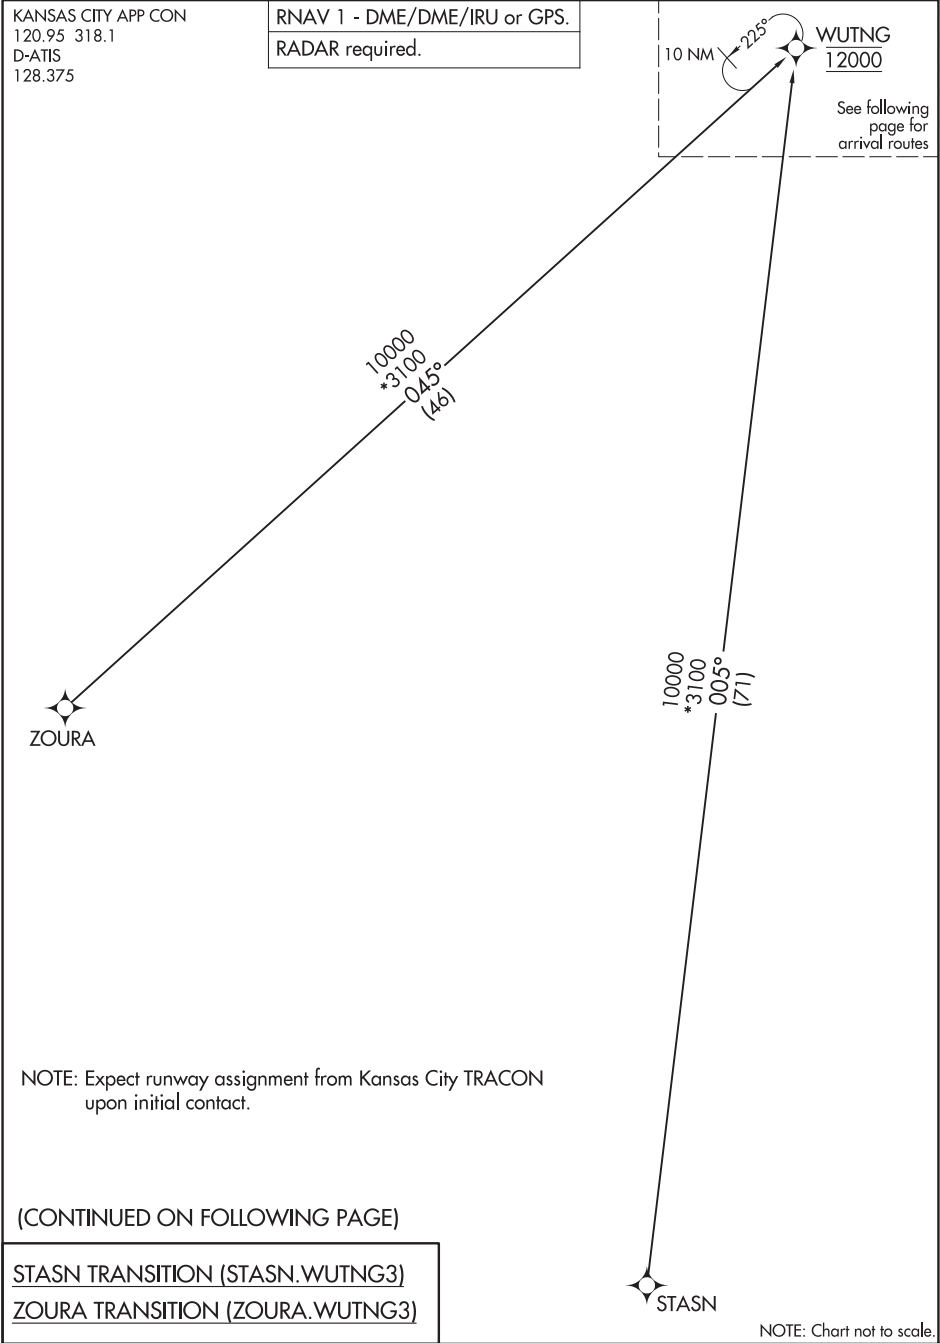 KANSAS CITY APP CON
120.95 318.1
D-ATIS
128.375
RNAV 1 - DME/DME/IRU or GPS.
RADAR required.
10 NM
225°
WUTNG
12000
See following
page for
arrival routes
10000
*3100
045°
(46)
ZOURA
10000
*3100
005°
(71)
NOTE: Expect runway assignment from Kansas City TRACON
upon initial contact.
(CONTINUED ON FOLLOWING PAGE)
STASN TRANSITION (STASN.WUTNG3)
ZOURA TRANSITION (ZOURA.WUTNG3)
STASN
NOTE: Chart not to scale.